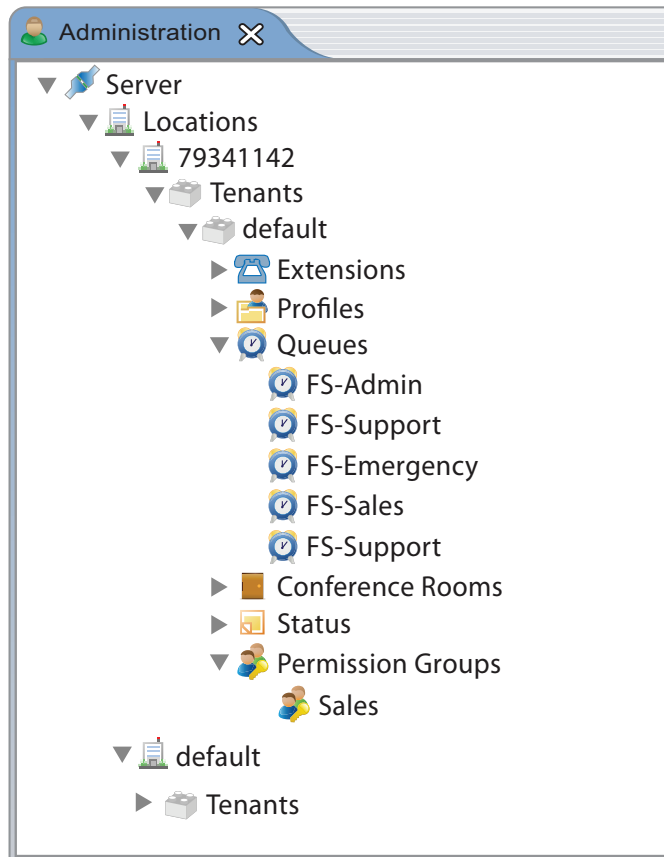 Administration
Server
Locations
79341142
Tenants
default
Extensions
Profiles
Queues
FS-Admin
FS-Support
FS-Emergency
FS-Sales
FS-Support
Conference Rooms
Status
Permission Groups
Sales
default
Tenants